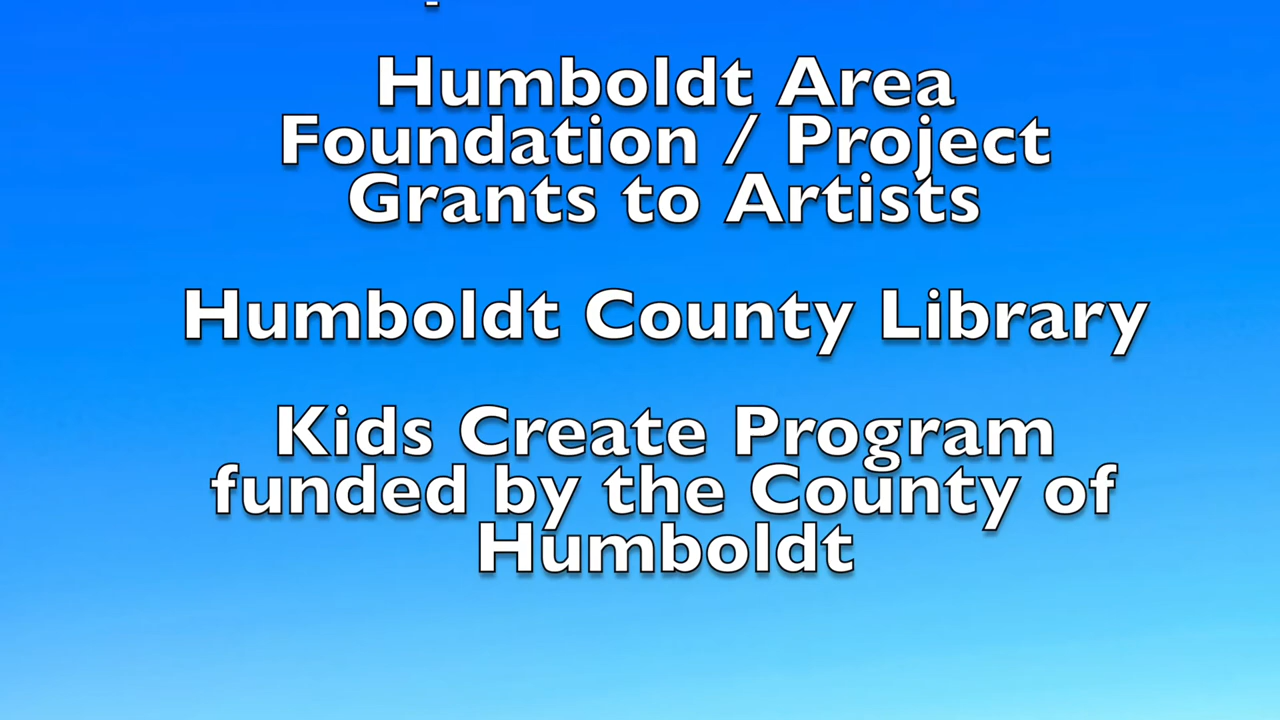 Humboldt Area
Foundation / Project
Grants to Artists
Humboldt County Library
Kids Create Program
funded by the County of
Humboldt